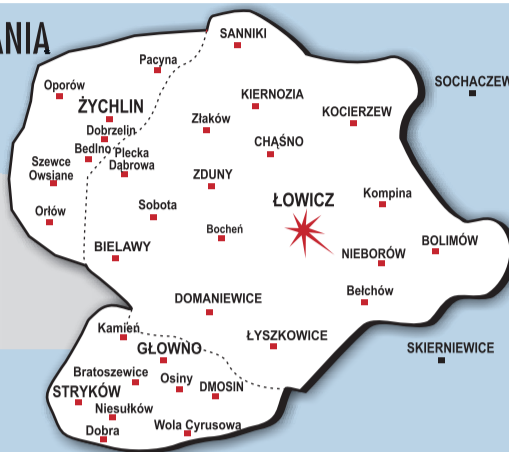 ANIA
SANNIKI
Pacyna
Oporów
SOCHACZEW
KIERNOZIA
ŻYCHLIN
KOCIERZEW
Złaków
Dobrzelin
CHĄŚNO
Bedlno
Plecka
Dąbrowa
Szewce
Owsiane
ZDUNY
ŁOWICZ
Kompina
Sobota
Orłów
Bocheń
BIELAWY
NIEBORÓW
BOLIMÓW
Bełchów
DOMANIEWICE
Kamień
ŁYSZKOWICE
GŁOWNO
SKIERNIEWICE
Bratoszewice
Osiny
DMOSIN
STRYKÓW
Niesułków
Dobra
Wola Cyrusowa